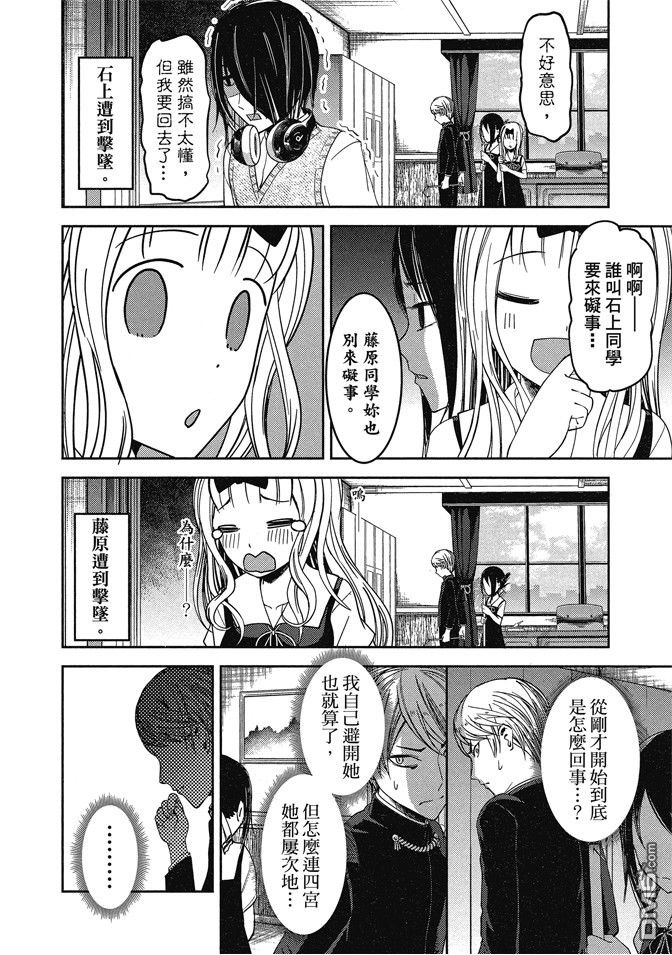 不好意思，
雖然搞不太懂，
但我要回去了⋯
石上遭到擊墜。
啊啊——
誰叫石上同學
要來礙事⋯
藤原同學妳也
別來礙事。
嗚
為什麼——？
藤原遭到擊墜。
從剛才開始到底
是怎麼回事⋯？
我自己避開她
也就算了，
但怎麼連四宮
她都屢次地⋯
⋯⋯⋯
DM5.COM